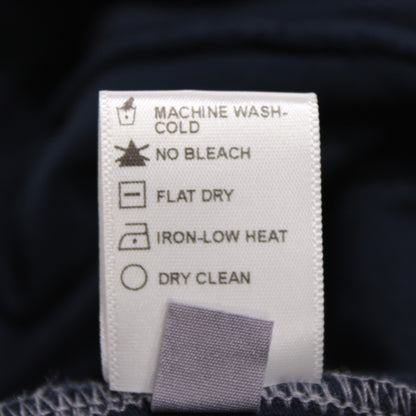 MACHINE WASH-
COLD
NO BLEACH
FLAT DRY
IRON-LOW HEAT
DRY CLEAN